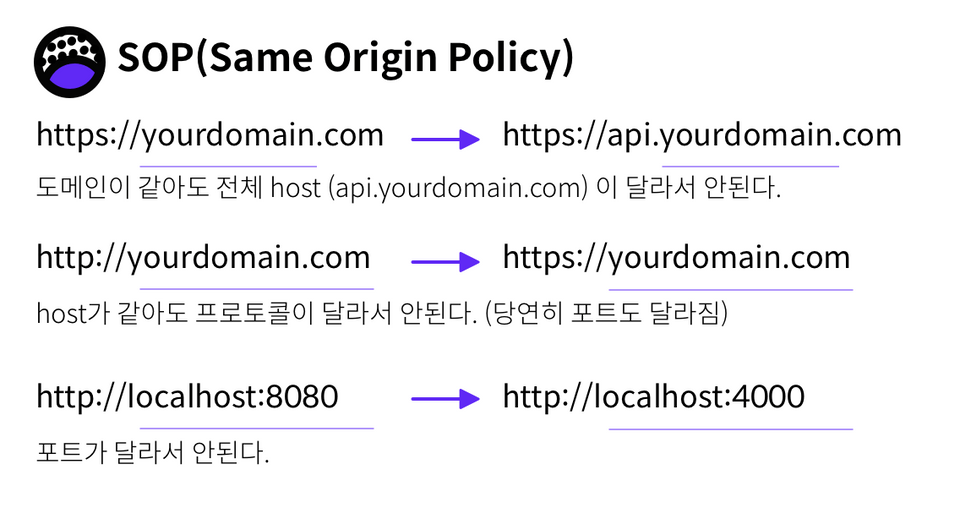 SOP(Same Origin Policy)
https://yourdomain.com → https://api.yourdomain.com
도메인이 같아도 전체 host (api.yourdomain.com) 이 달라서 안된다.
http://yourdomain.com → https://yourdomain.com
host가 같아도 프로토콜이 달라서 안된다. (당연히 포트도 달라짐)
http://localhost:8080 → http://localhost:4000
포트가 달라서 안된다.